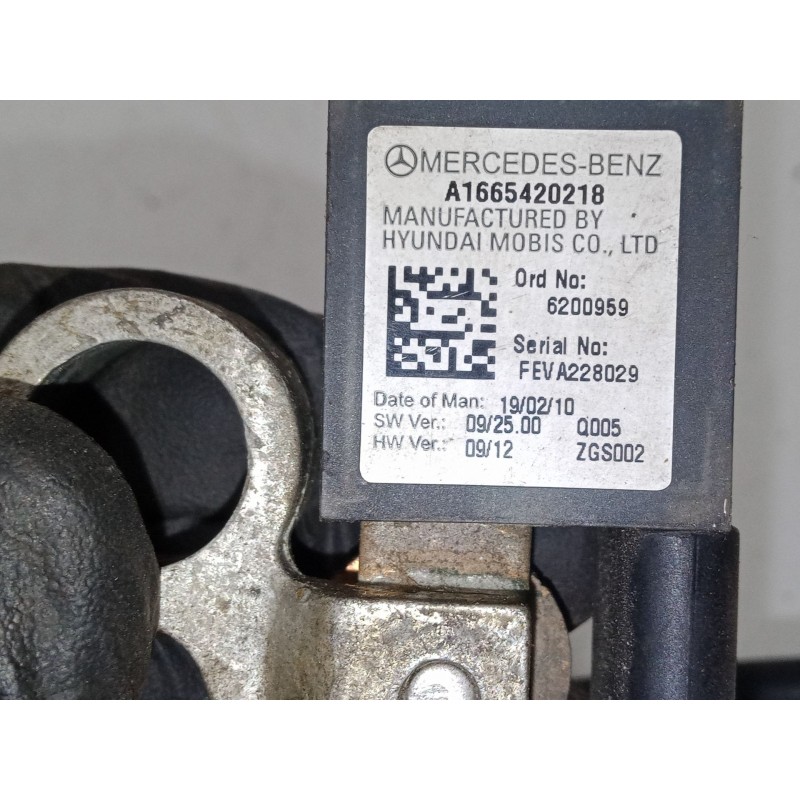 MERCEDES-BENZ
A1665420218
MANUFACTURED BY
HYUNDAI MOBIS CO., LTD
Ord No:
6200959
Serial No:
FEVA228029
Date of Man: 19/02/10
SW Ver.: 09/25.00 Q005
HW Ver.: 09/12 ZGS002